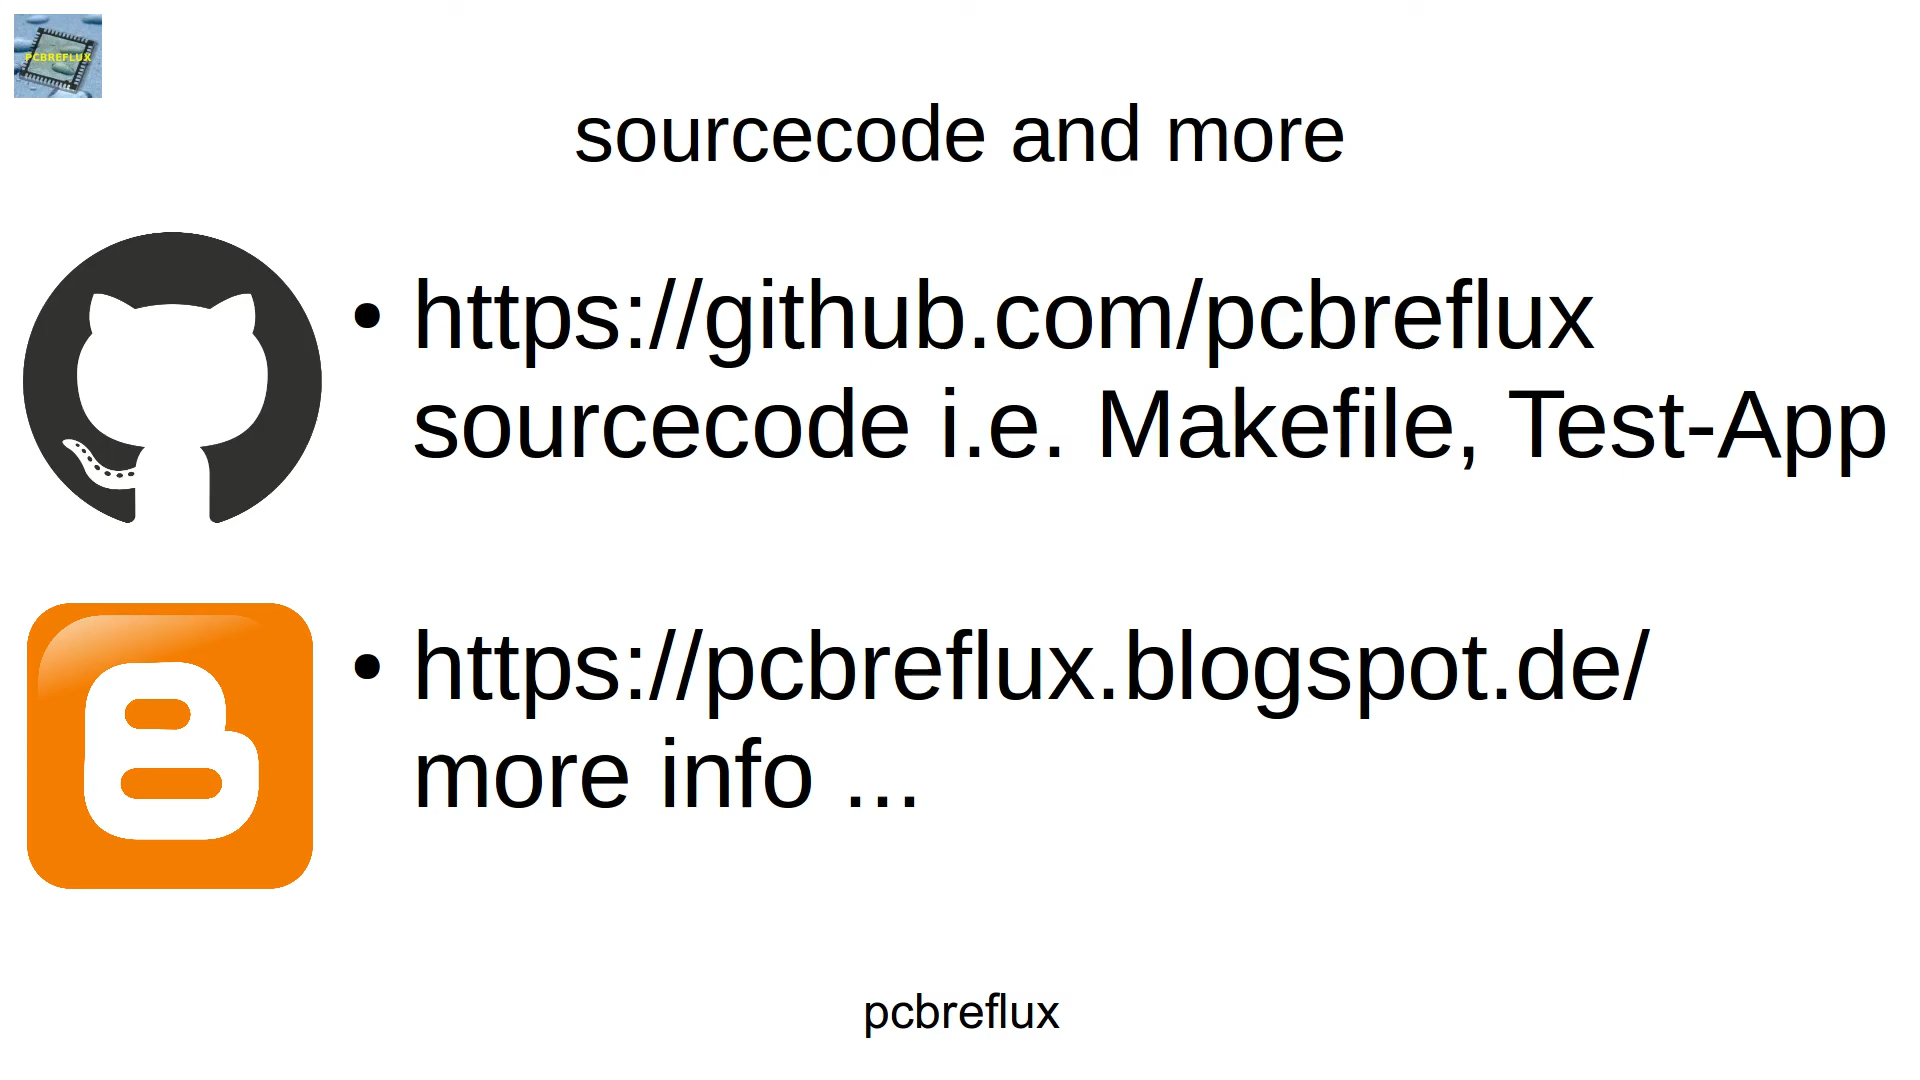 PCBREFLUX
sourcecode and more
• https://github.com/pcbreflux
sourcecode i.e. Makefile, Test-App
• https://pcbreflux.blogspot.de/
more info ...
pcbreflux